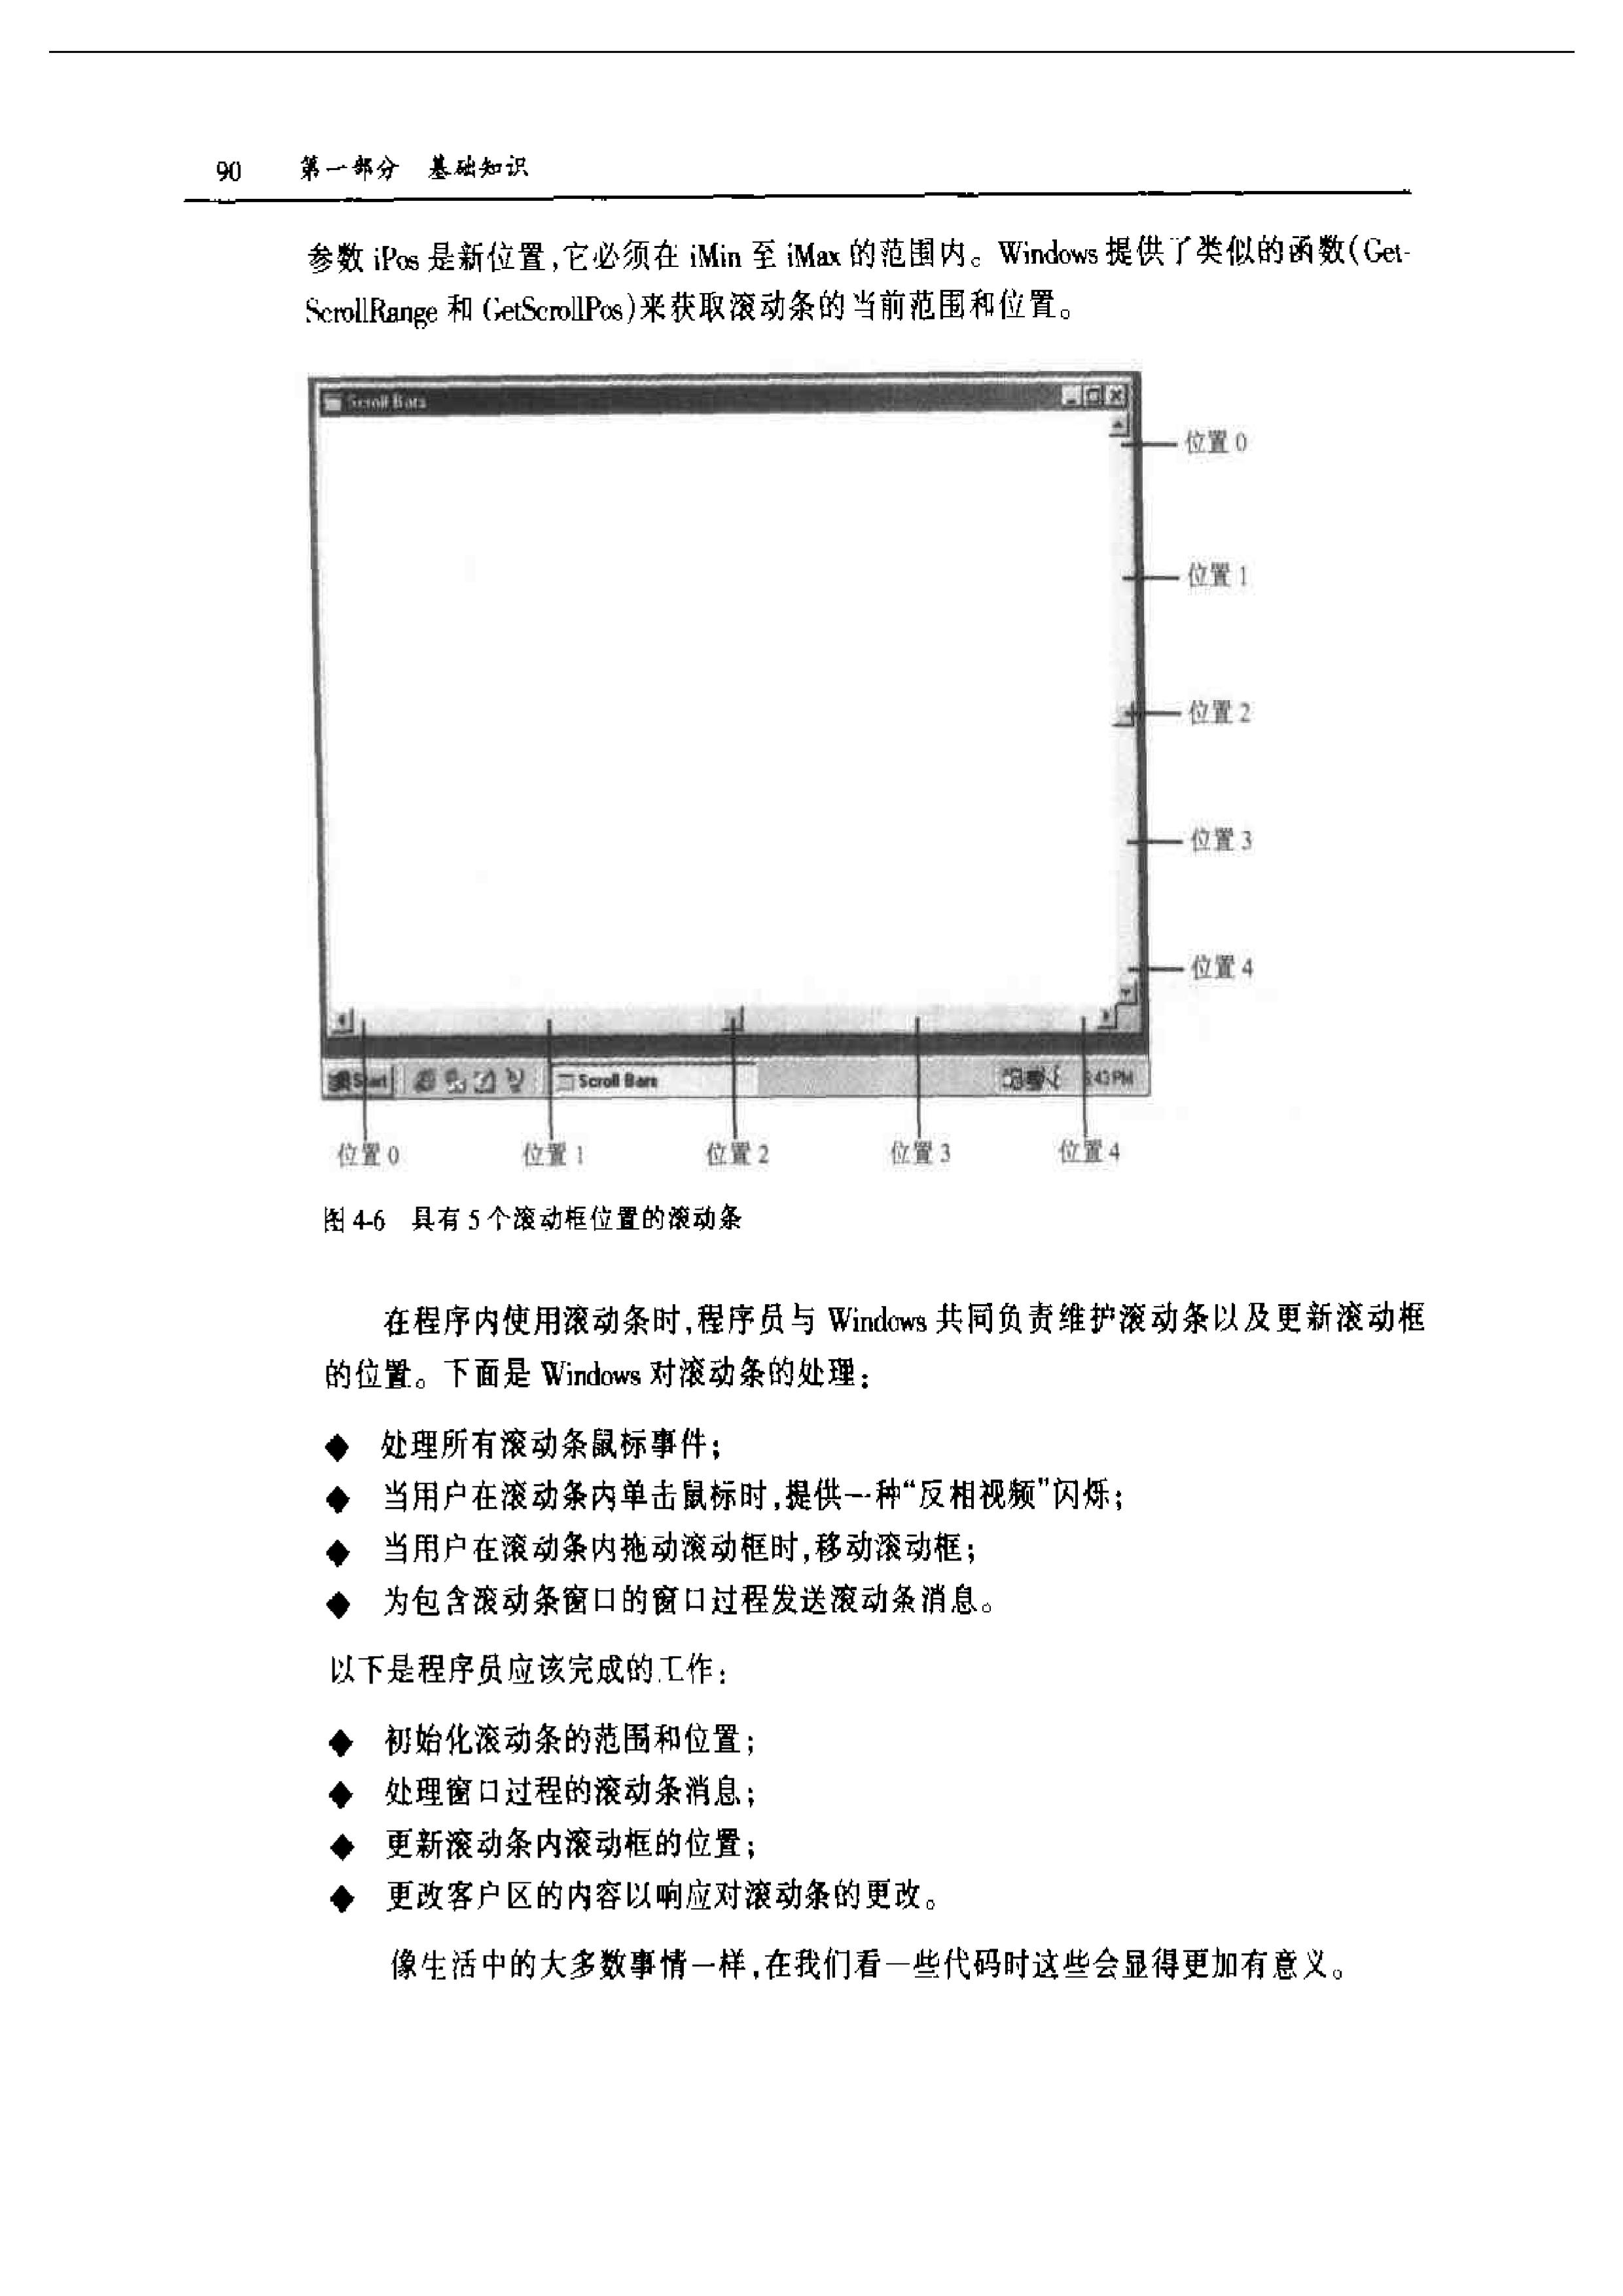 90 第一部分 基础知识
参数 iPos 是新位置,它必须在 iMin 至 iMax 的范围内。Windows 提供了类似的函数(Get-
ScrollRange 和 GetScrollPos)来获取滚动条的当前范围和位置。
Scroll Bars
位置 0
位置 1
位置 2
位置 3
位置 4
Start
Scroll Bars
43 PM
位置 0 位置 1 位置 2 位置 3 位置 4
图 4-6 具有 5 个滚动框位置的滚动条
在程序内使用滚动条时,程序员与 Windows 共同负责维护滚动条以及更新滚动框
的位置。下面是 Windows 对滚动条的处理:
◆ 处理所有滚动条鼠标事件;
◆ 当用户在滚动条内单击鼠标时,提供一种“反相视频”闪烁;
◆ 当用户在滚动条内拖动滚动框时,移动滚动框;
◆ 为包含滚动条窗口的窗口过程发送滚动条消息。
以下是程序员应该完成的工作:
◆ 初始化滚动条的范围和位置;
◆ 处理窗口过程的滚动条消息;
◆ 更新滚动条内滚动框的位置;
◆ 更改客户区的内容以响应对滚动条的更改。
像生活中的大多数事情一样,在我们看一些代码时这些会显得更加有意义。